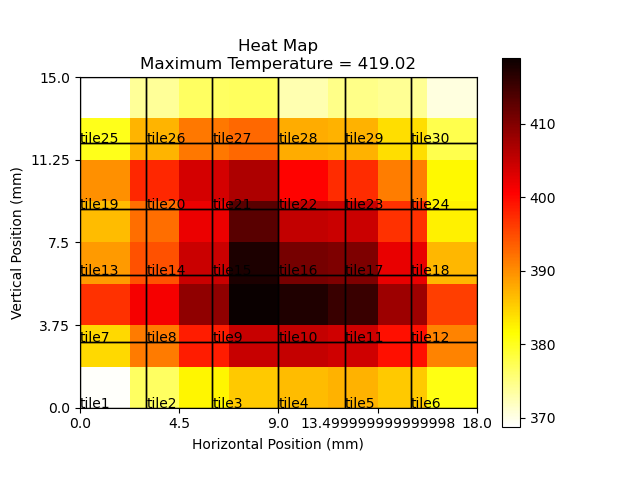 Heat Map
Maximum Temperature = 419.02
15.0
11.25
7.5
3.75
0.0
Vertical Position (mm)
tile25 tile26 tile27 tile28 tile29 tile30
tile19 tile20 tile21 tile22 tile23 tile24
tile13 tile14 tile15 tile16 tile17 tile18
tile7 tile8 tile9 tile10 tile11 tile12
tile1 tile2 tile3 tile4 tile5 tile6
0.0 4.5 9.0 13.499999999999998 18.0
Horizontal Position (mm)
410
400
390
380
370